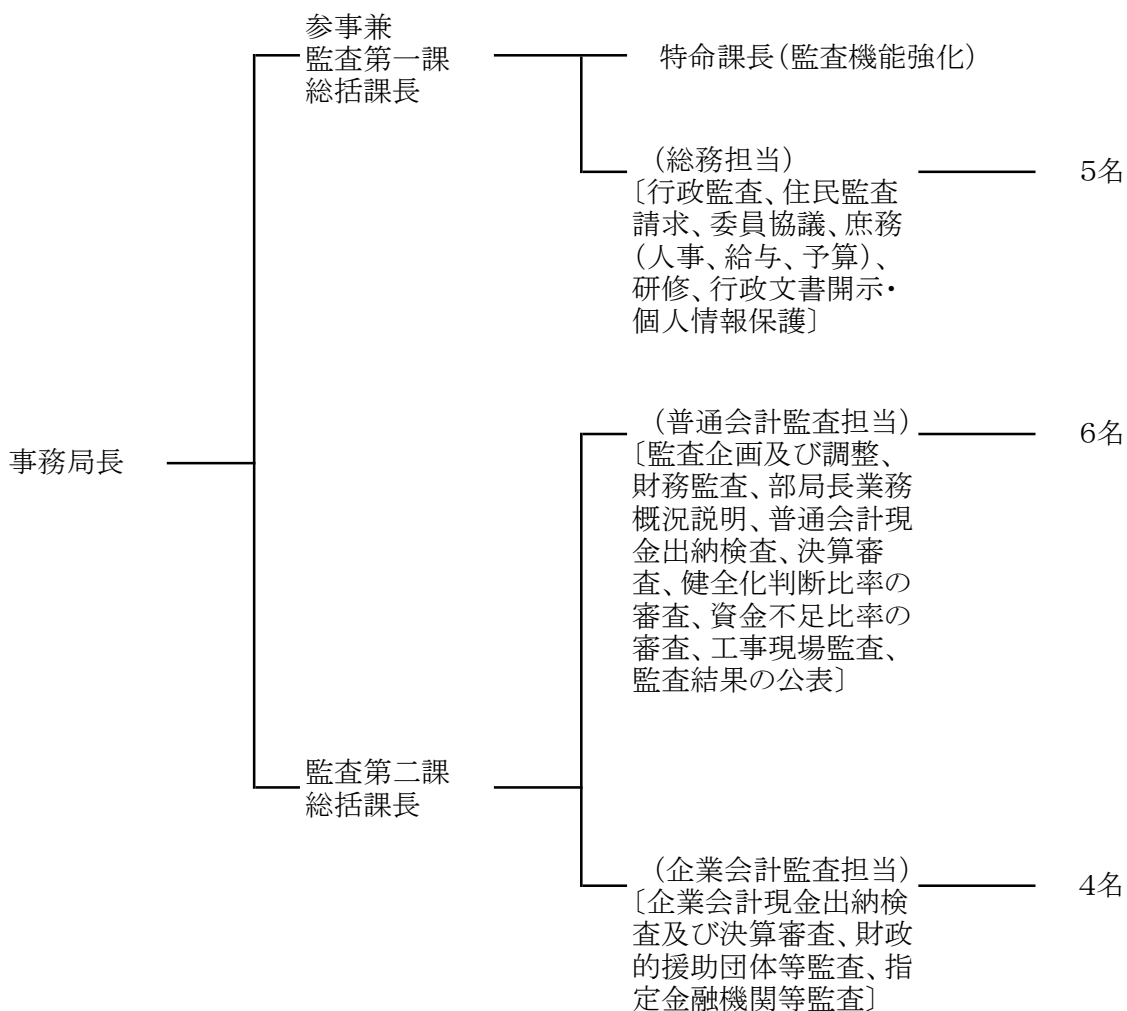 事務局長
参事兼
監査第一課
総括課長
特命課長(監査機能強化)
(総務担当)
〔行政監査、住民監査
請求、委員協議、庶務
(人事、給与、予算)、
研修、行政文書開示・
個人情報保護〕
5名
監査第二課
総括課長
(普通会計監査担当)
〔監査企画及び調整、
財務監査、部局長業務
概況説明、普通会計現
金出納検査、決算審
査、健全化判断比率の
審査、資金不足比率の
審査、工事現場監査、
監査結果の公表〕
6名
(企業会計監査担当)
〔企業会計現金出納検
査及び決算審査、財政
的援助団体等監査、指
定金融機関等監査〕
4名